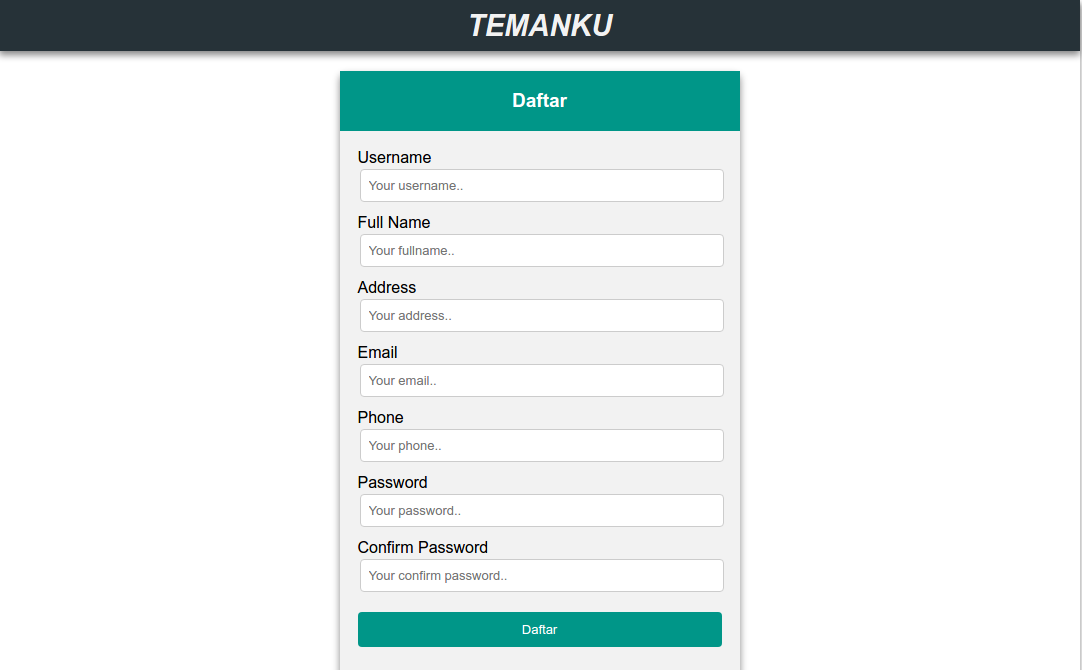 TEMANKU
Daftar
Username
Your username..
Full Name
Your fullname..
Address
Your address..
Email
Your email..
Phone
Your phone..
Password
Your password..
Confirm Password
Your confirm password..
Daftar